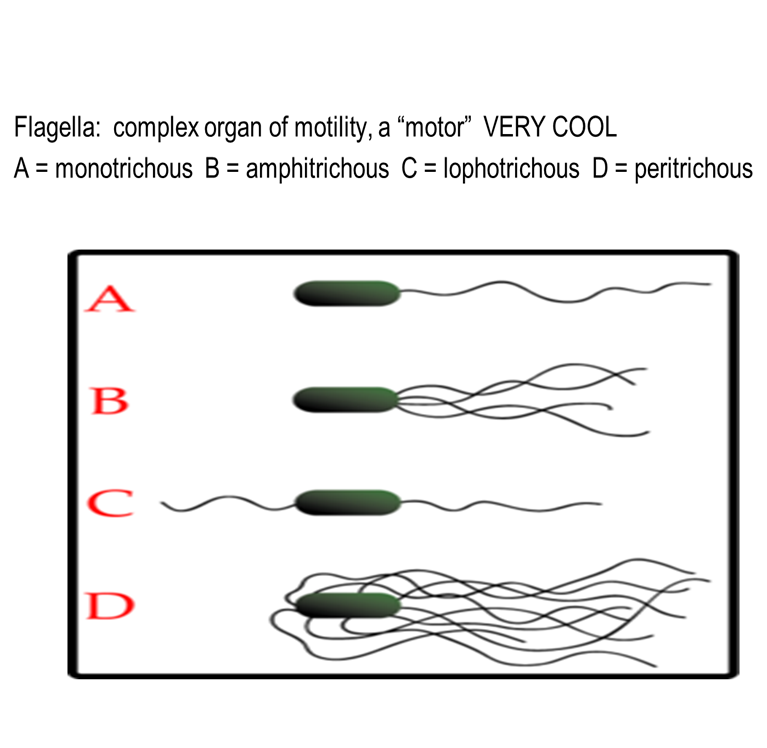 Flagella:  complex organ of motility, a “motor”  VERY COOL
A = monotrichous  B = amphitrichous  C = lophotrichous  D = peritrichous
A
B
C
D